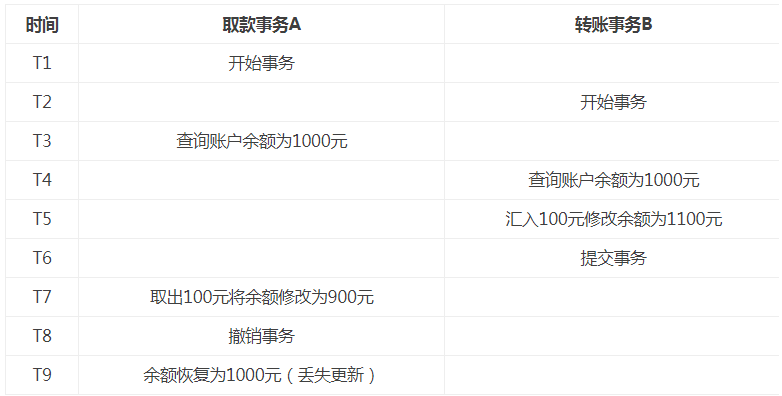 时间 取款事务A 转账事务B
T1 开始事务
T2 开始事务
T3 查询账户余额为1000元
T4 查询账户余额为1000元
T5 汇入100元修改余额为1100元
T6 提交事务
T7 取出100元将余额修改为900元
T8 撤销事务
T9 余额恢复为1000元（丢失更新）